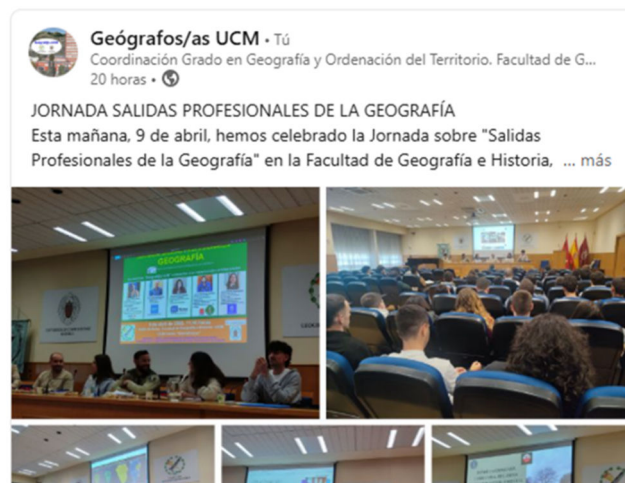 Geógrafos/as UCM • Tú
Coordinación Grado en Geografía y Ordenación del Territorio. Facultad de G...
20 horas •
JORNADA SALIDAS PROFESIONALES DE LA GEOGRAFÍA
Esta mañana, 9 de abril, hemos celebrado la Jornada sobre "Salidas
Profesionales de la Geografía" en la Facultad de Geografía e Historia, ... más
GEOGRAFÍA